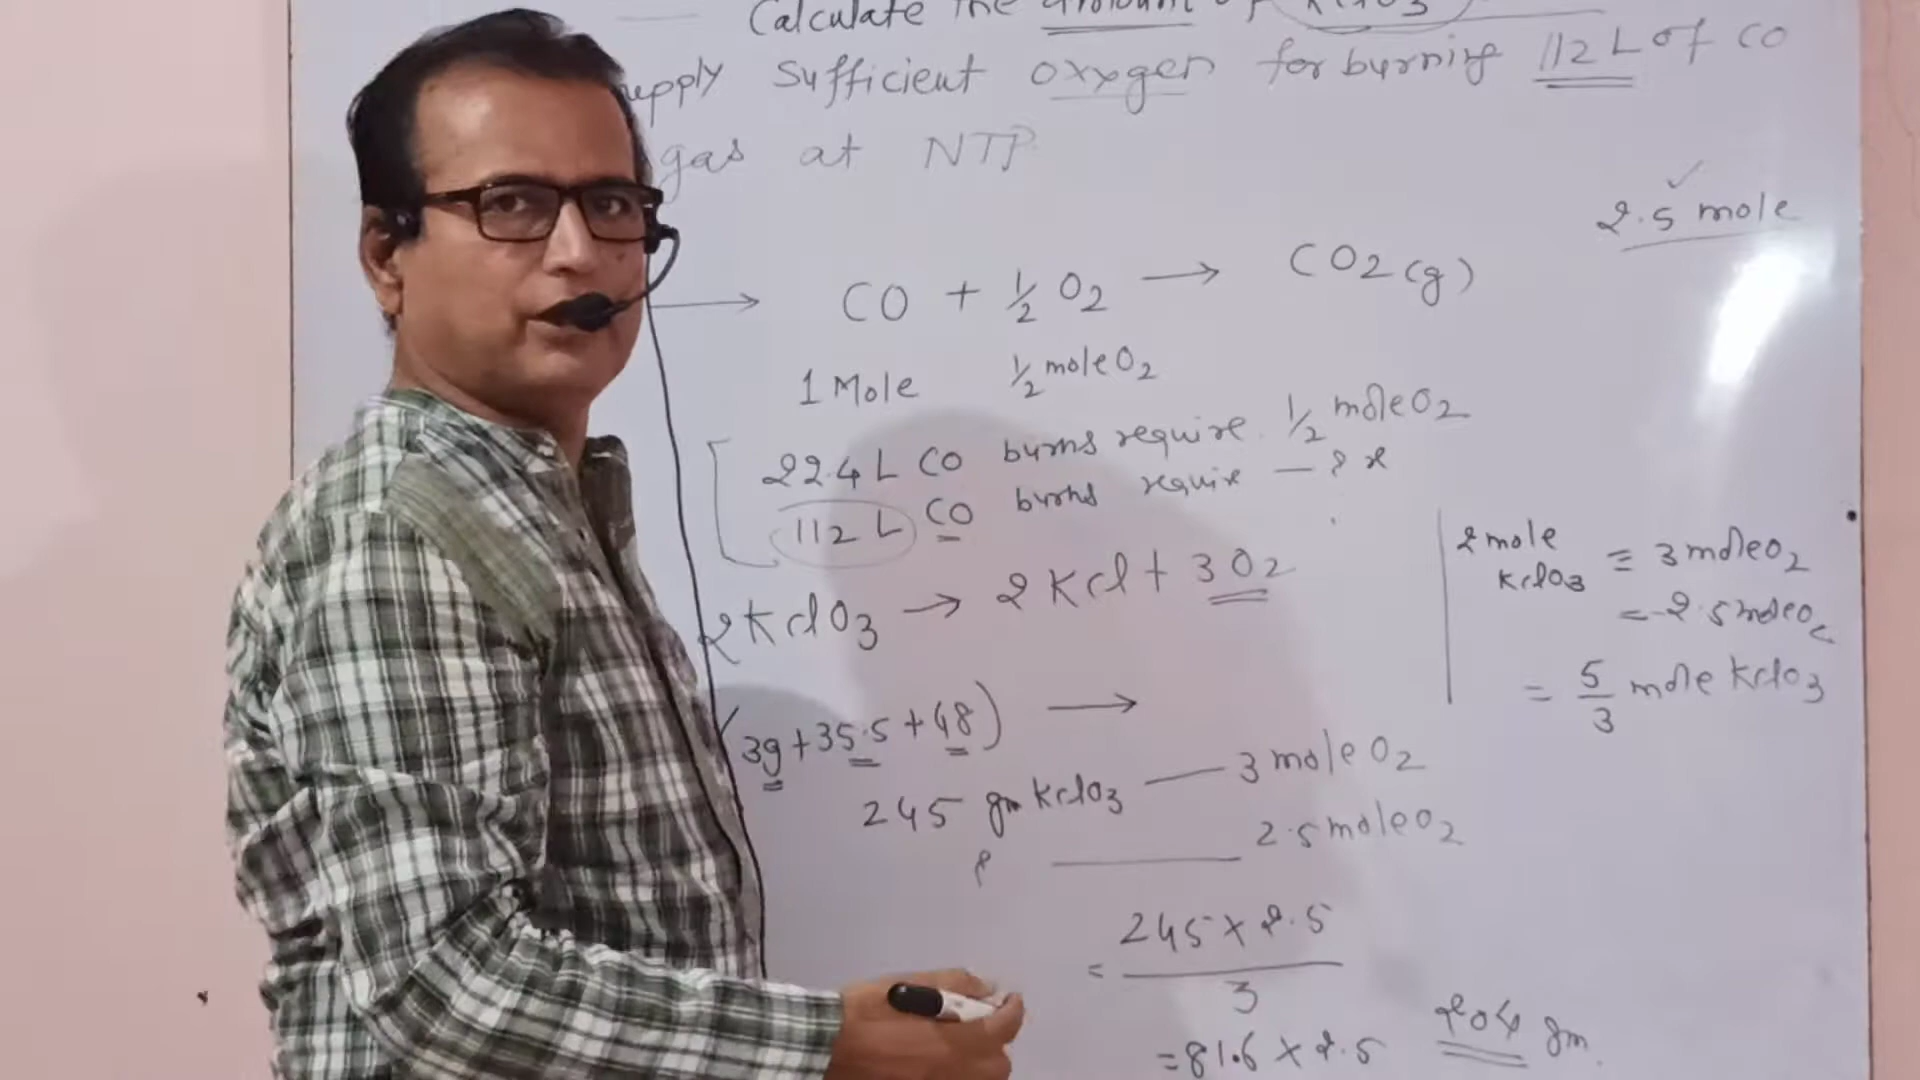 Calculate the amount of KClO3
supply sufficient oxygen for burning 112 L of CO
gas at NTP
2.5 mole
CO + 1/2 O2 → CO2(g)
1 Mole 1/2 mole O2
22.4 L CO burns require 1/2 mole O2
112 L CO burns require — ? x
2KClO3 → 2KCl + 3O2
2 mole KClO3 ≡ 3 mole O2
= 2.5 mole O2
= 5/3 mole KClO3
(39+35.5+48) →
245 gm KClO3 — 3 mole O2
? — 2.5 mole O2
= 245 × 2.5 / 3
= 81.6 × 2.5 204 gm.